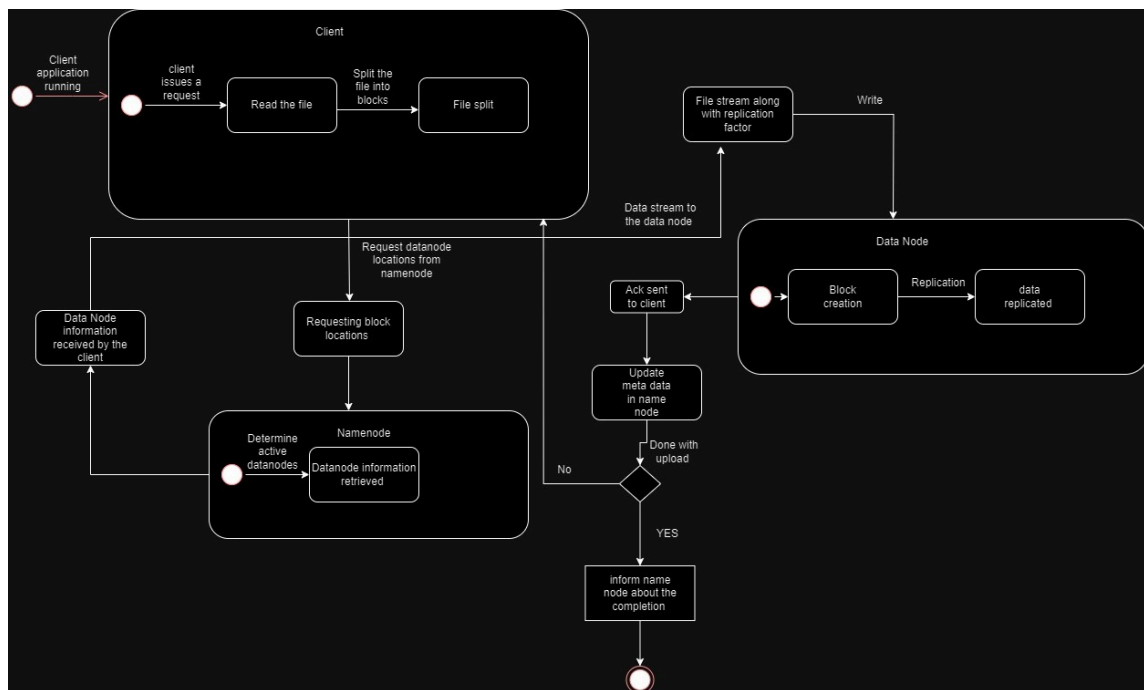 Client
Client
application
running
client
issues a
request
Read the file
Split the
file into
blocks
File split
File stream along
with replication
factor
Write
Data stream to
the data node
Request datanode
locations from
namenode
Data Node
Ack sent
to client
Block
creation
Replication
data
replicated
Data Node
information
received by the
client
Requesting block
locations
Update
meta data
in name
node
Namenode
Determine
active
datanodes
Datanode information
retrieved
Done with
upload
No
YES
inform name
node about the
completion